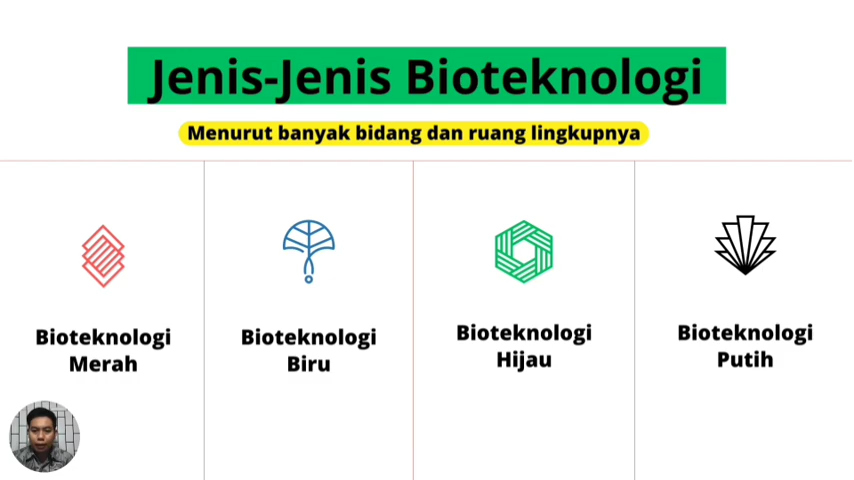 Jenis-Jenis Bioteknologi
Menurut banyak bidang dan ruang lingkupnya
Bioteknologi
Merah
Bioteknologi
Biru
Bioteknologi
Hijau
Bioteknologi
Putih